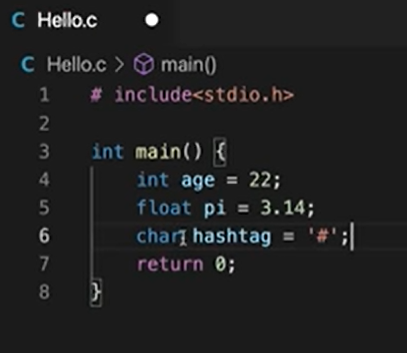 C Hello.c
C Hello.c > main()
1 # include<stdio.h>
2
3 int main() {
4 int age = 22;
5 float pi = 3.14;
6 char hashtag = '#';
7 return 0;
8 }